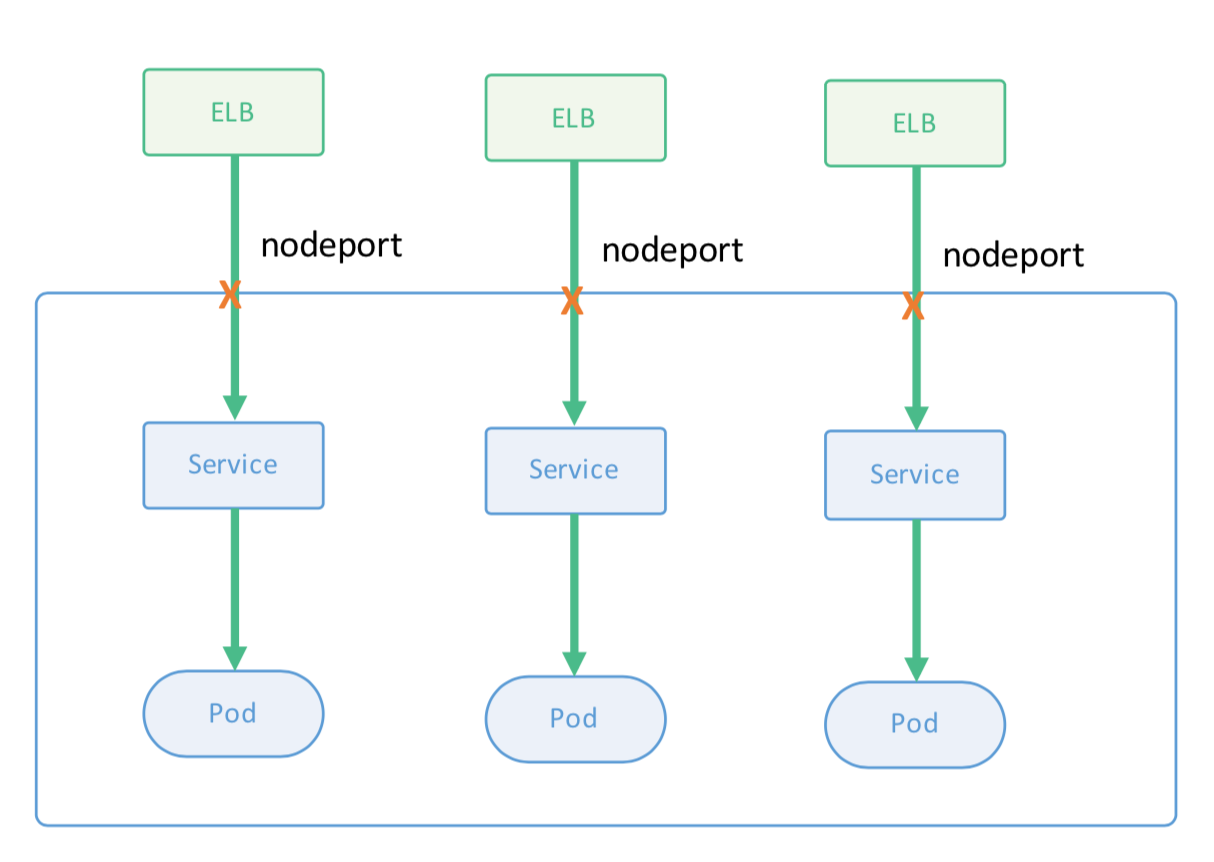 ELB
ELB
ELB
nodeport
nodeport
nodeport
X
X
X
Service
Service
Service
Pod
Pod
Pod